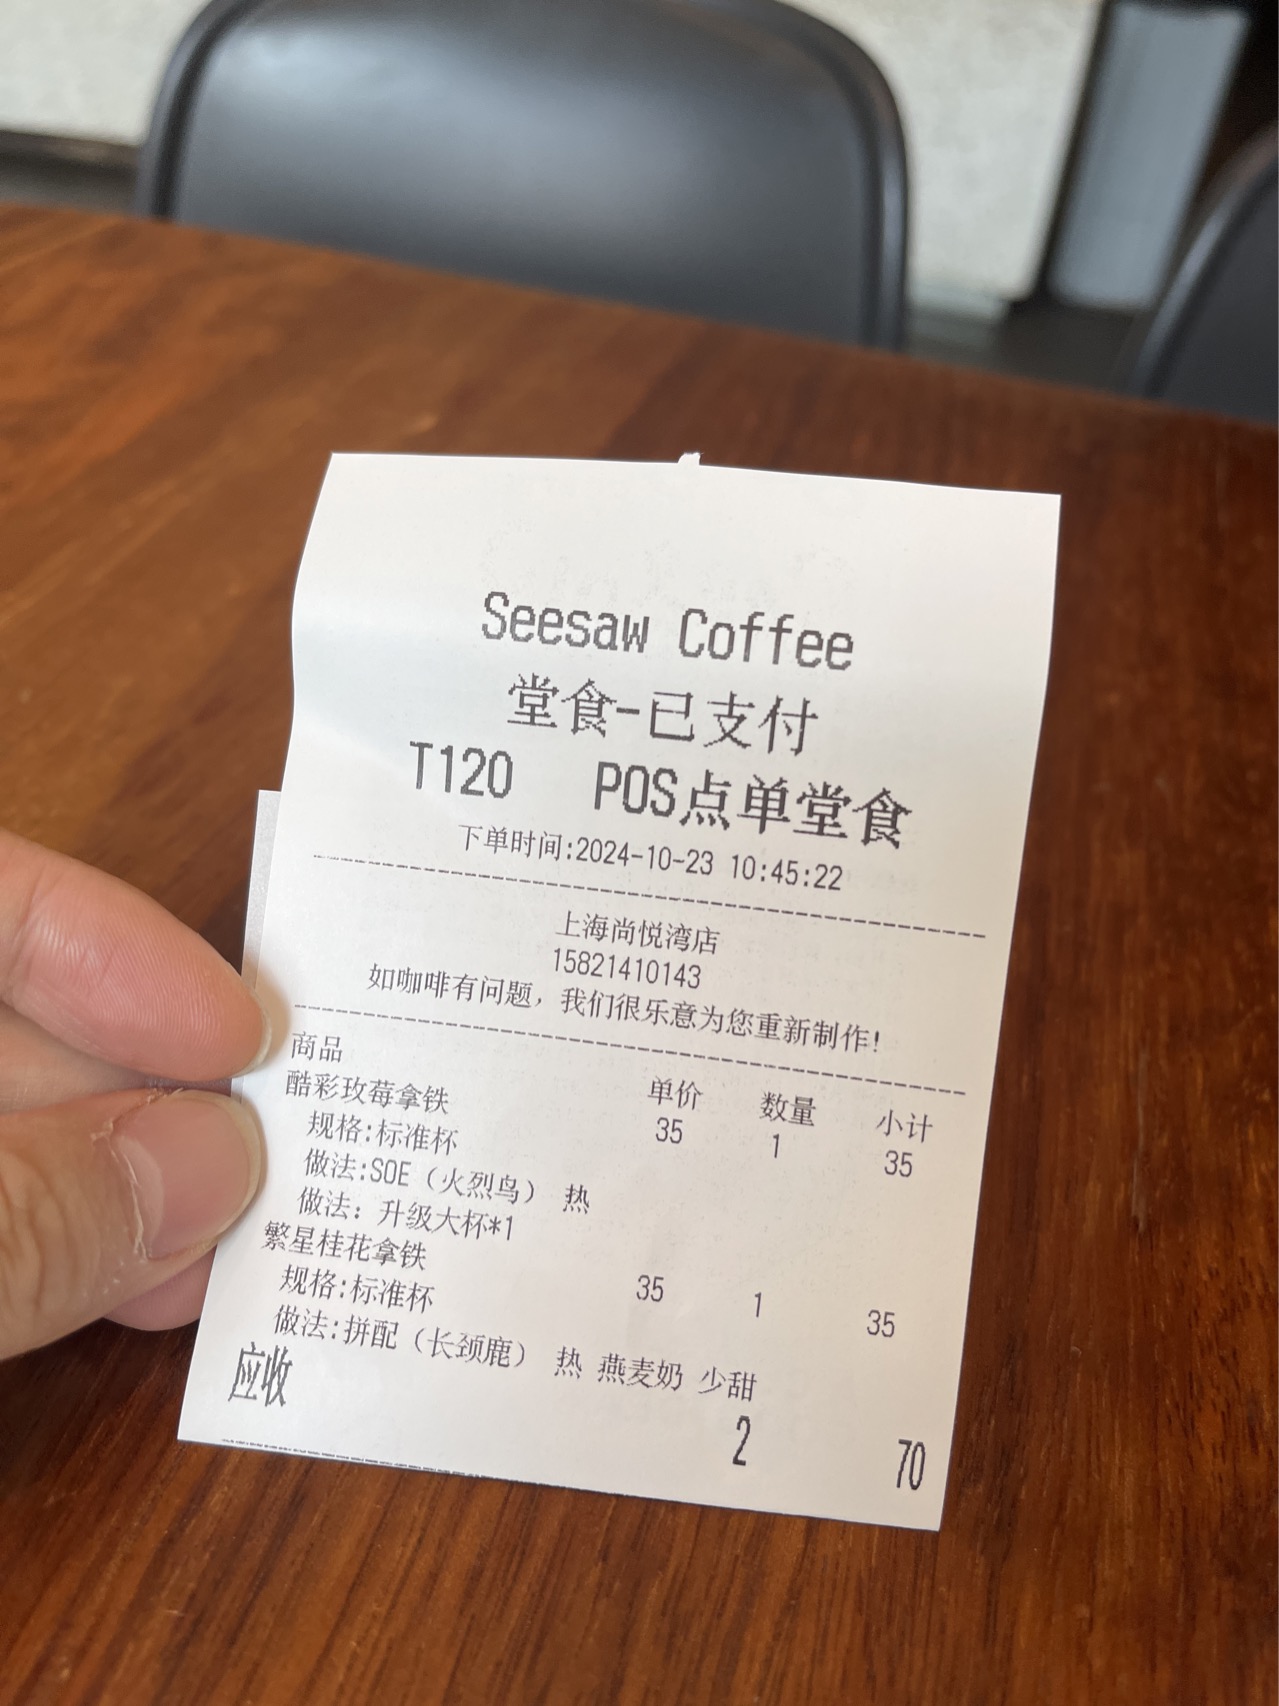 Seesaw Coffee
堂食-已支付
T120 POS点单堂食
下单时间:2024-10-23 10:45:22
上海尚悦湾店
15821410143
如咖啡有问题，我们很乐意为您重新制作!
商品 单价 数量 小计
酷彩玫莓拿铁 35 1 35
规格:标准杯
做法:SOE（火烈鸟） 热
做法：升级大杯*1
繁星桂花拿铁 35 1 35
规格:标准杯
做法:拼配（长颈鹿） 热 燕麦奶 少甜
应收 2 70